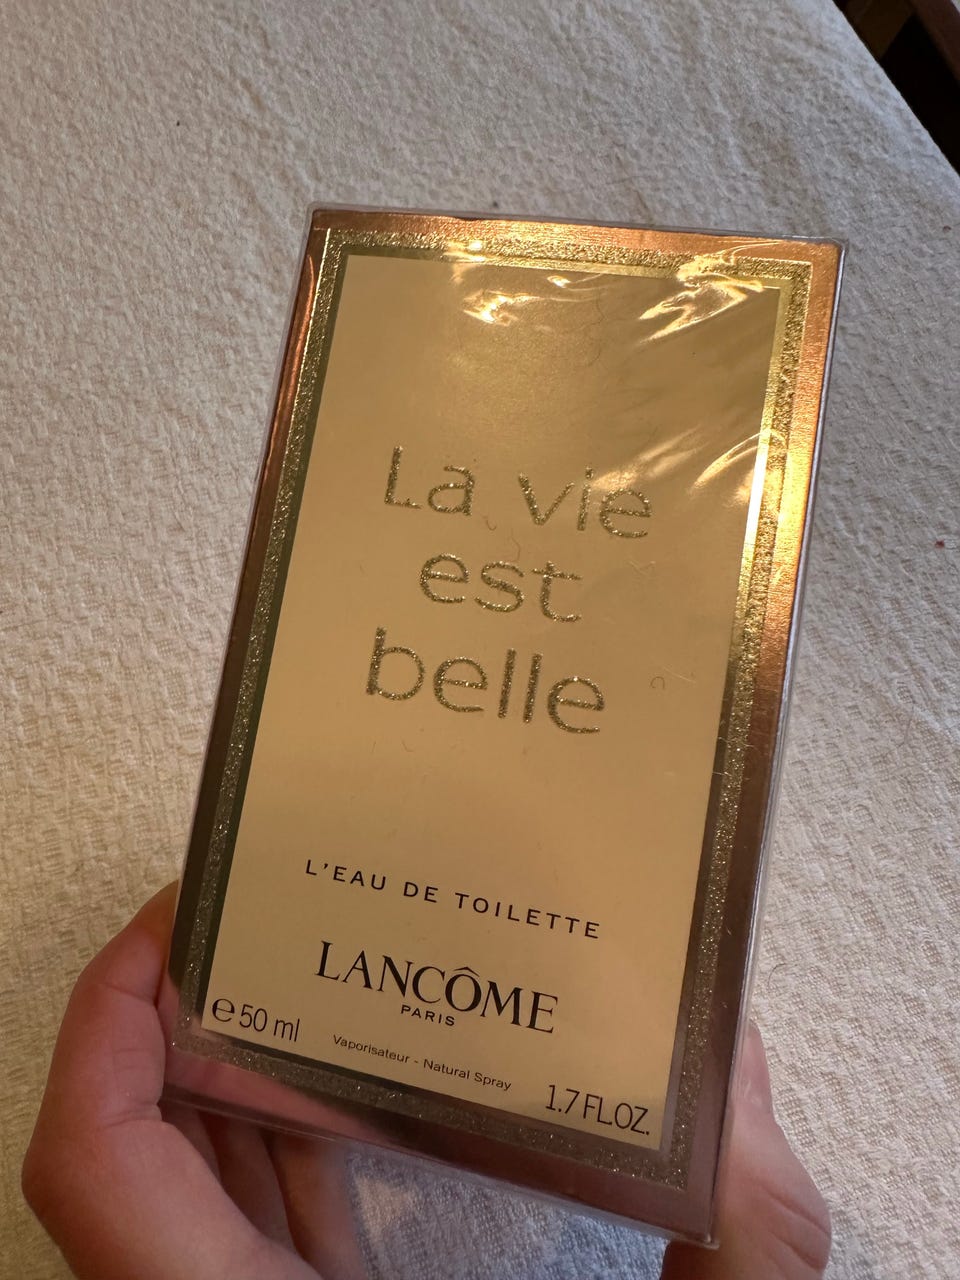 La vie
est
belle
L'EAU DE TOILETTE
LANCÔME
PARIS
℮ 50 ml
Vaporisateur - Natural Spray
1.7 FL.OZ.